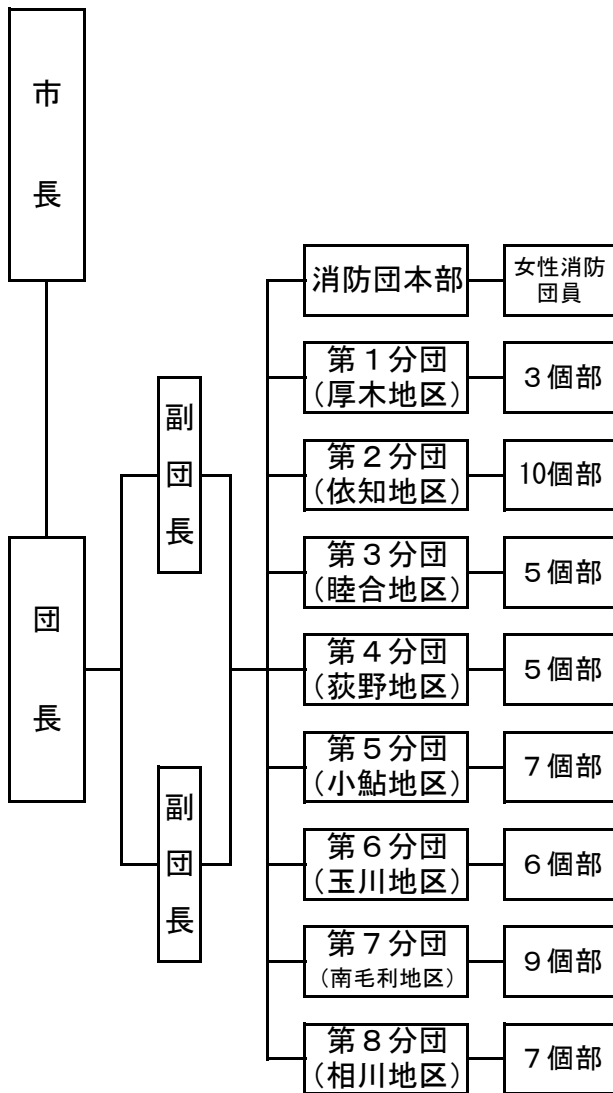 市長
団長
副団長
副団長
消防団本部
女性消防
団員
第１分団
（厚木地区）
３個部
第２分団
（依知地区）
10個部
第３分団
（睦合地区）
５個部
第４分団
（荻野地区）
５個部
第５分団
（小鮎地区）
７個部
第６分団
（玉川地区）
６個部
第７分団
（南毛利地区）
９個部
第８分団
（相川地区）
７個部